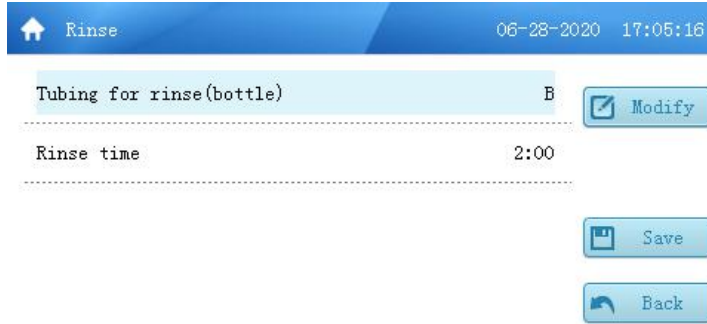 Rinse 06-28-2020 17:05:16
Tubing for rinse(bottle) B
Modify
Rinse time 2:00
Save
Back